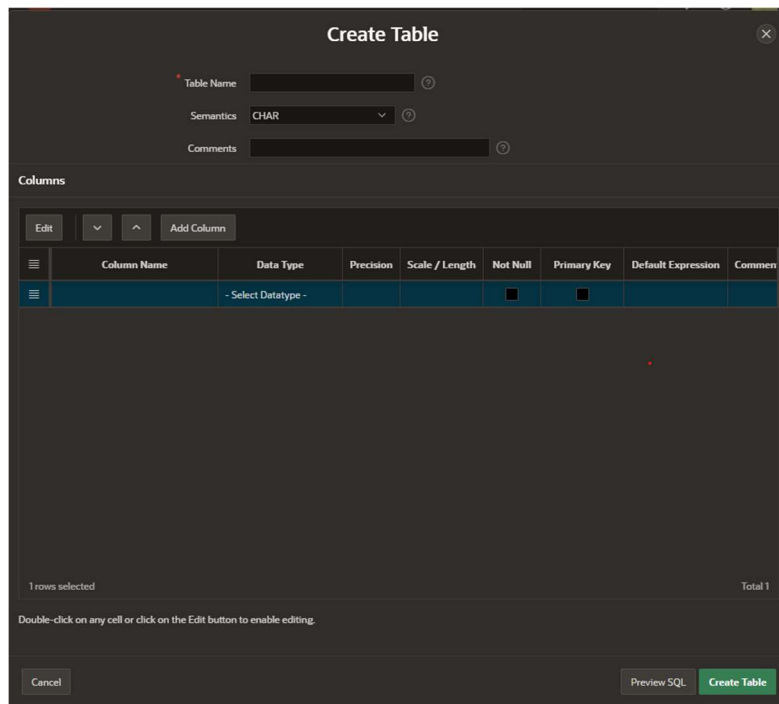 Create Table
* Table Name
Semantics CHAR
Comments
Columns
Edit Add Column
Column Name Data Type Precision Scale / Length Not Null Primary Key Default Expression Commen
- Select Datatype -
1 rows selected Total 1
Double-click on any cell or click on the Edit button to enable editing.
Cancel Preview SQL Create Table